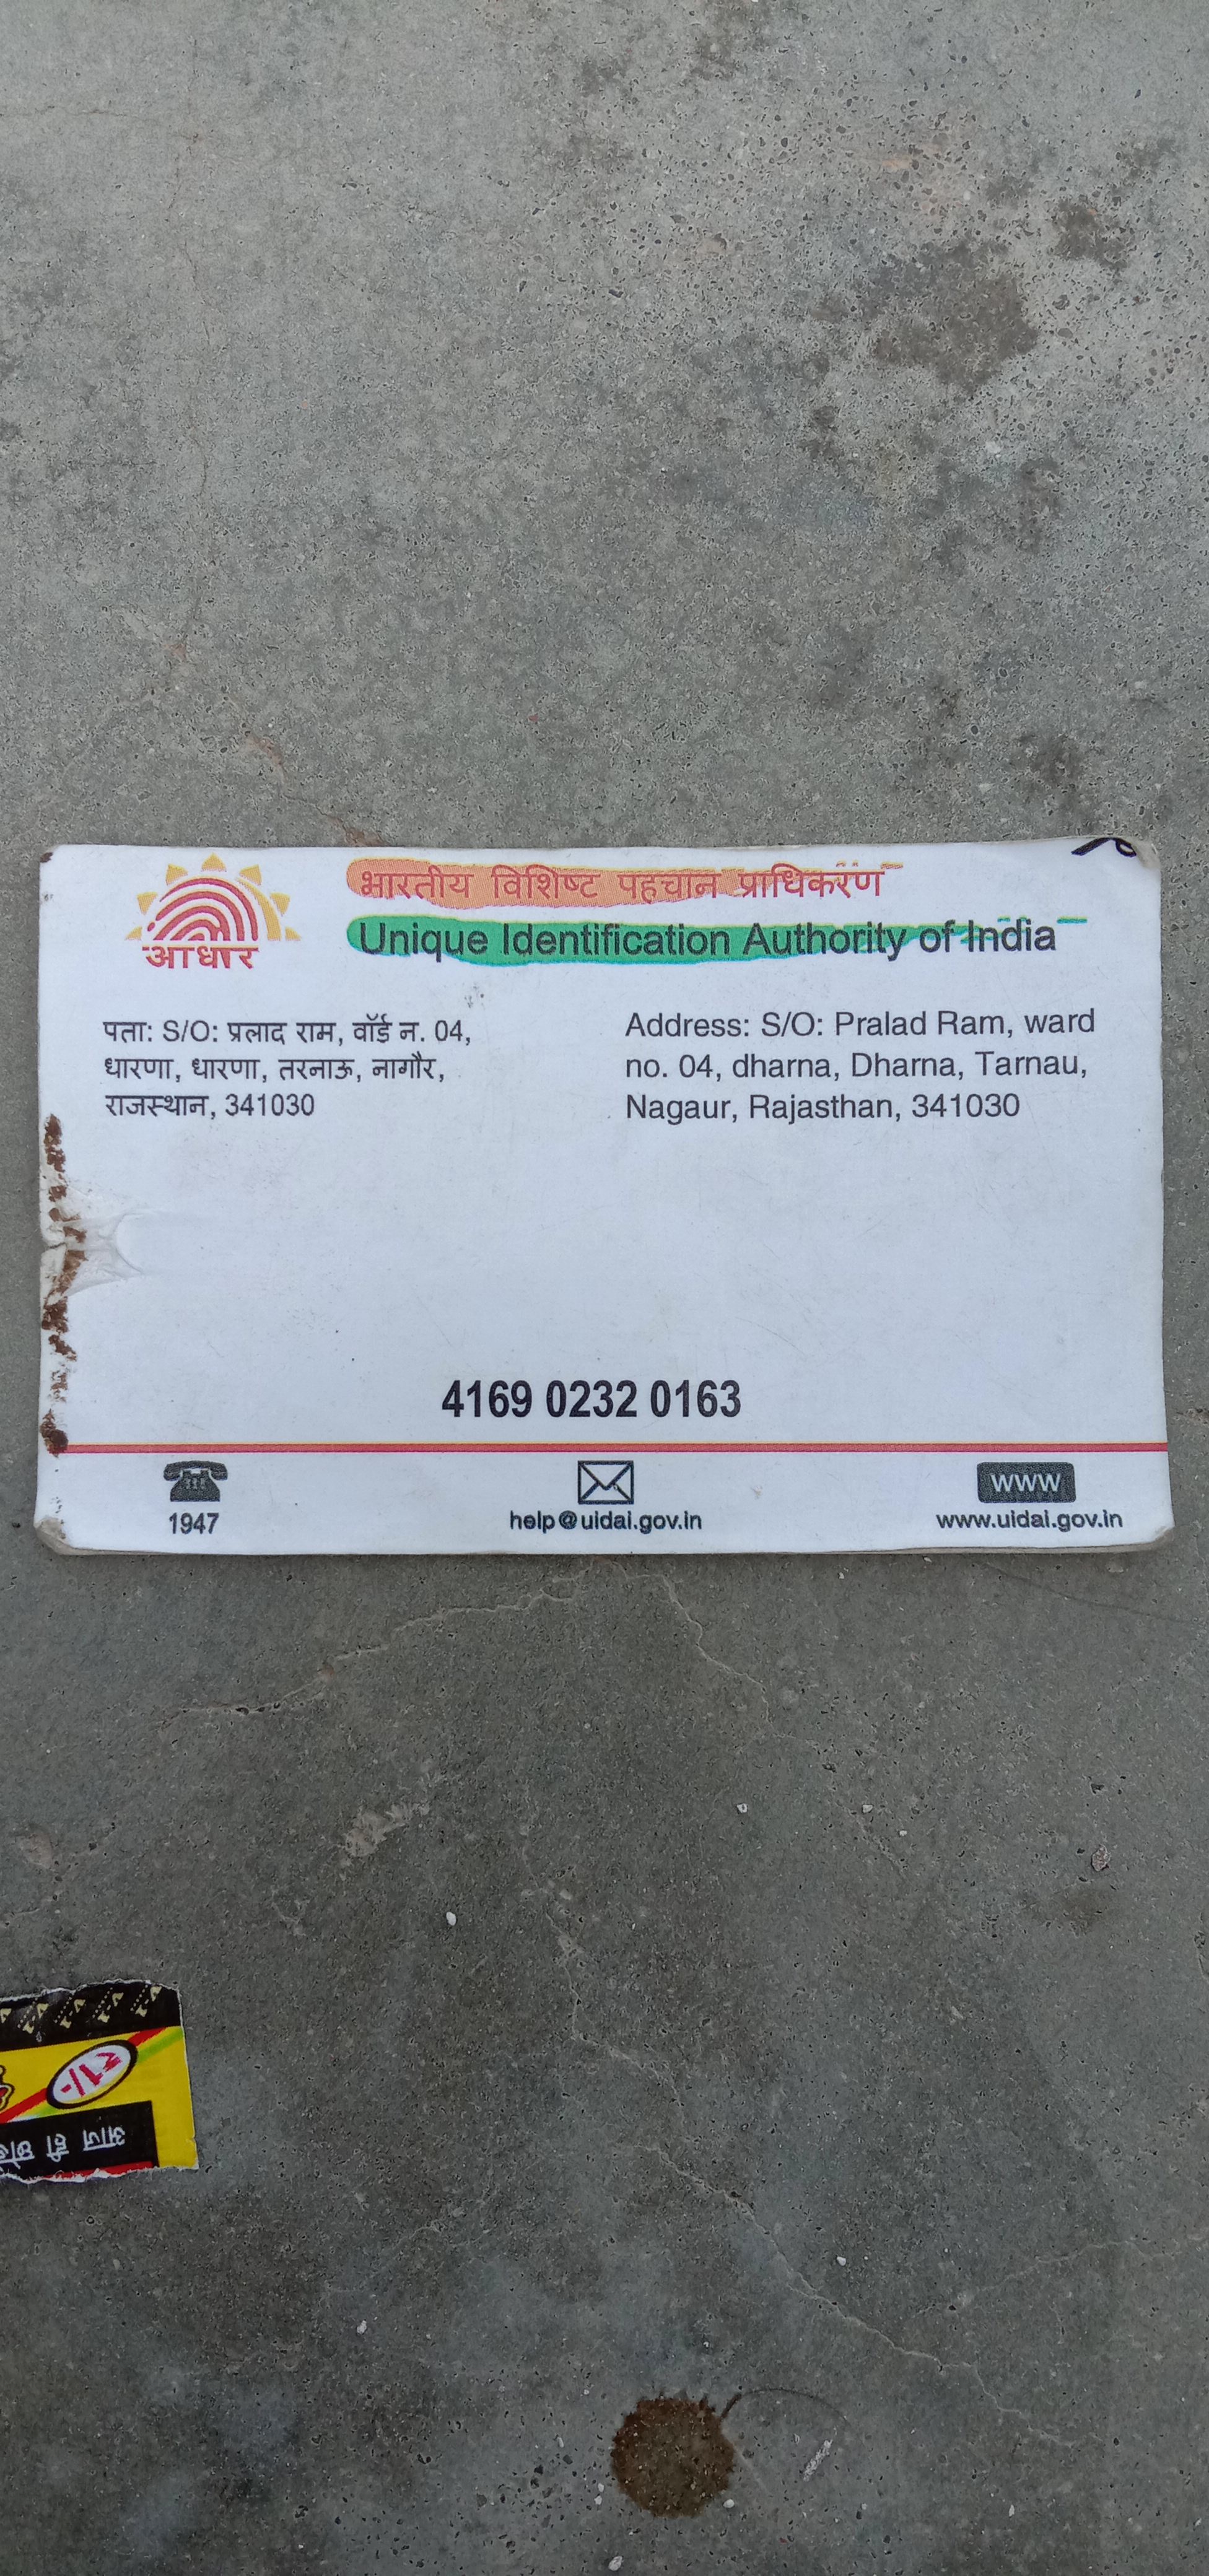 भारतीय विशिष्ट पहचान प्राधिकरण
Unique Identification Authority of India
आधार
पता: S/O: प्रलाद राम, वॉर्ड न. 04,
धारणा, धारणा, तरनाऊ, नागौर,
राजस्थान, 341030
Address: S/O: Pralad Ram, ward
no. 04, dharna, Dharna, Tarnau,
Nagaur, Rajasthan, 341030
4169 0232 0163
1947
help@uidai.gov.in
www
www.uidai.gov.in
₹1/-
आज ही